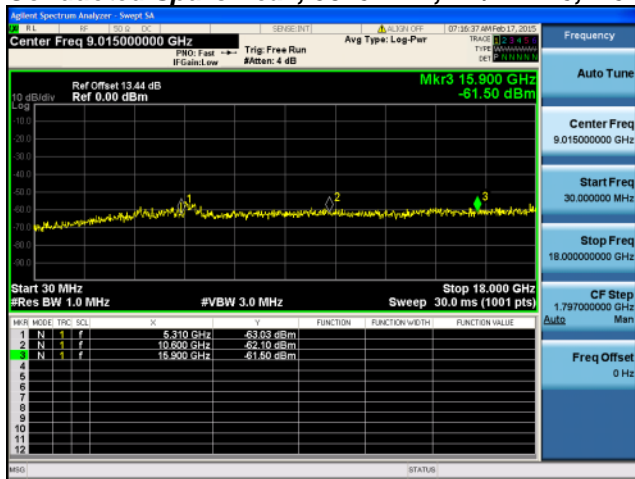 Agilent Spectrum Analyzer - Swept SA
RL RF 50 Ω DC SENSE:INT ALIGN OFF 07:16:37 AM Feb 17, 2015
Center Freq 9.015000000 GHz Avg Type: Log-Pwr TRACE 1 2 3 4 5 6
PNO: Fast Trig: Free Run TYPE
IFGain:Low #Atten: 4 dB DET P N N N N N
Mkr3 15.900 GHz
Ref Offset 13.44 dB
10 dB/div Ref 0.00 dBm -61.50 dBm
Log
-10.0
-20.0
-30.0
-40.0
-50.0
-60.0
-70.0
-80.0
1 2 3
Start 30 MHz Stop 18.000 GHz
#Res BW 1.0 MHz #VBW 3.0 MHz Sweep 30.0 ms (1001 pts)
MKR MODE TRC SCL X Y FUNCTION FUNCTION WIDTH FUNCTION VALUE
1 N 1 f 5.310 GHz -63.03 dBm
2 N 1 f 10.600 GHz -62.10 dBm
3 N 1 f 15.900 GHz -61.50 dBm
4
5
6
7
8
9
10
11
12
MSG STATUS
Frequency
Auto Tune
Center Freq
9.015000000 GHz
Start Freq
30.000000 MHz
Stop Freq
18.000000000 GHz
CF Step
1.797000000 GHz
Auto Man
Freq Offset
0 Hz